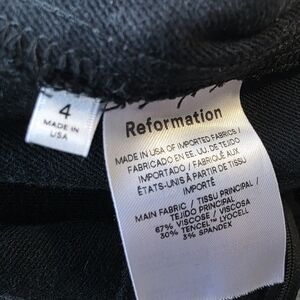 4
MADE IN
USA
Reformation
MADE IN USA OF IMPORTED FABRICS /
FABRICADO EN EE. UU. DE TEJIDO
IMPORTADO / FABRIQUÉ AUX
ÉTATS-UNIS À PARTIR DE TISSU
IMPORTÉ
MAIN FABRIC / TISSU PRINCIPAL /
TEJIDO PRINCIPAL
67% VISCOSE / VISCOSA
30% TENCEL™ LYOCELL
3% SPANDEX